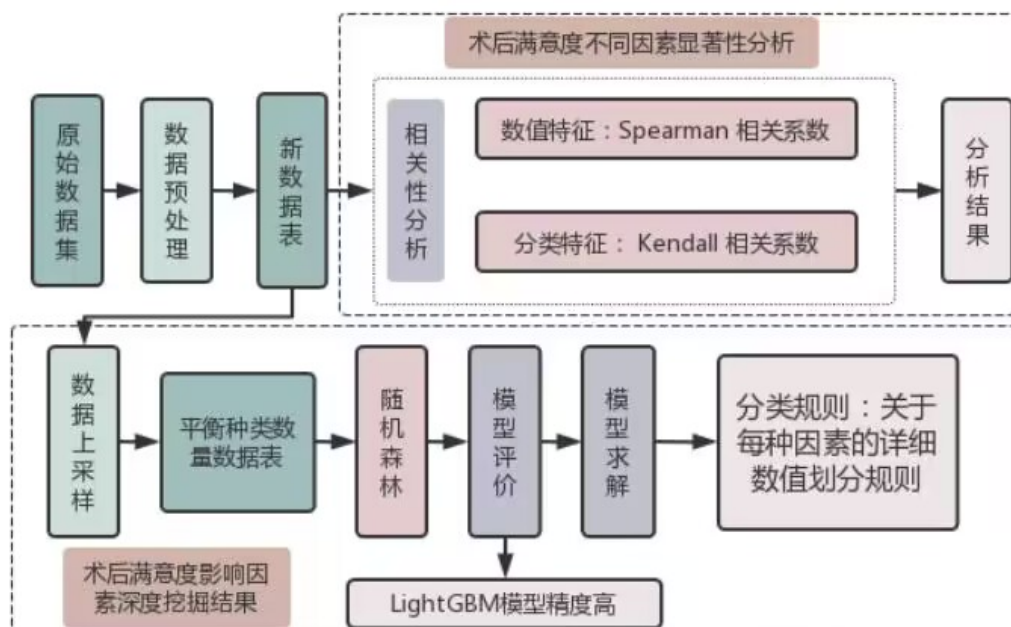 术后满意度不同因素显著性分析
原始数据集
数据预处理
新数据表
相关性分析
数值特征：Spearman 相关系数
分类特征： Kendall 相关系数
分析结果
数据上采样
平衡种类数
量数据表
随机森林
模型评价
模型求解
分类规则：关于
每种因素的详细
数值划分规则
术后满意度影响因
素深度挖掘结果
LightGBM模型精度高